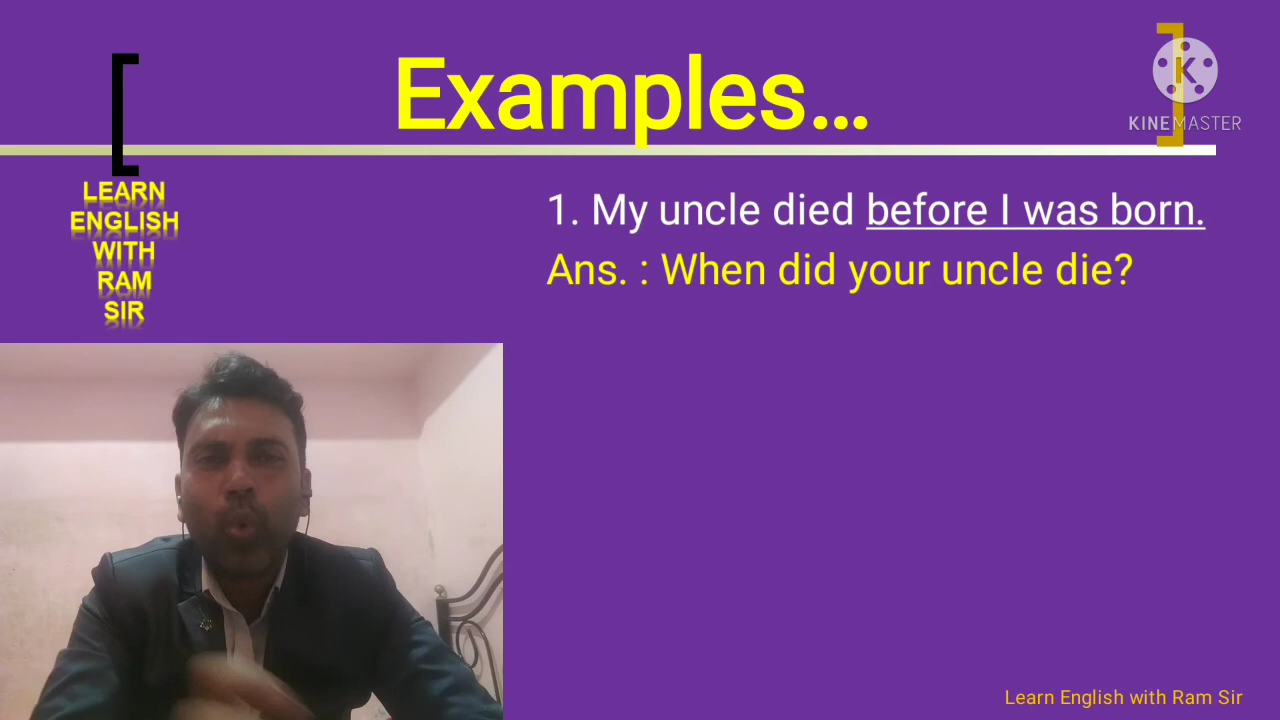 Examples...
KINEMASTER
LEARN
ENGLISH
WITH
RAM
SIR
1. My uncle died before I was born.
Ans. : When did your uncle die?
Learn English with Ram Sir